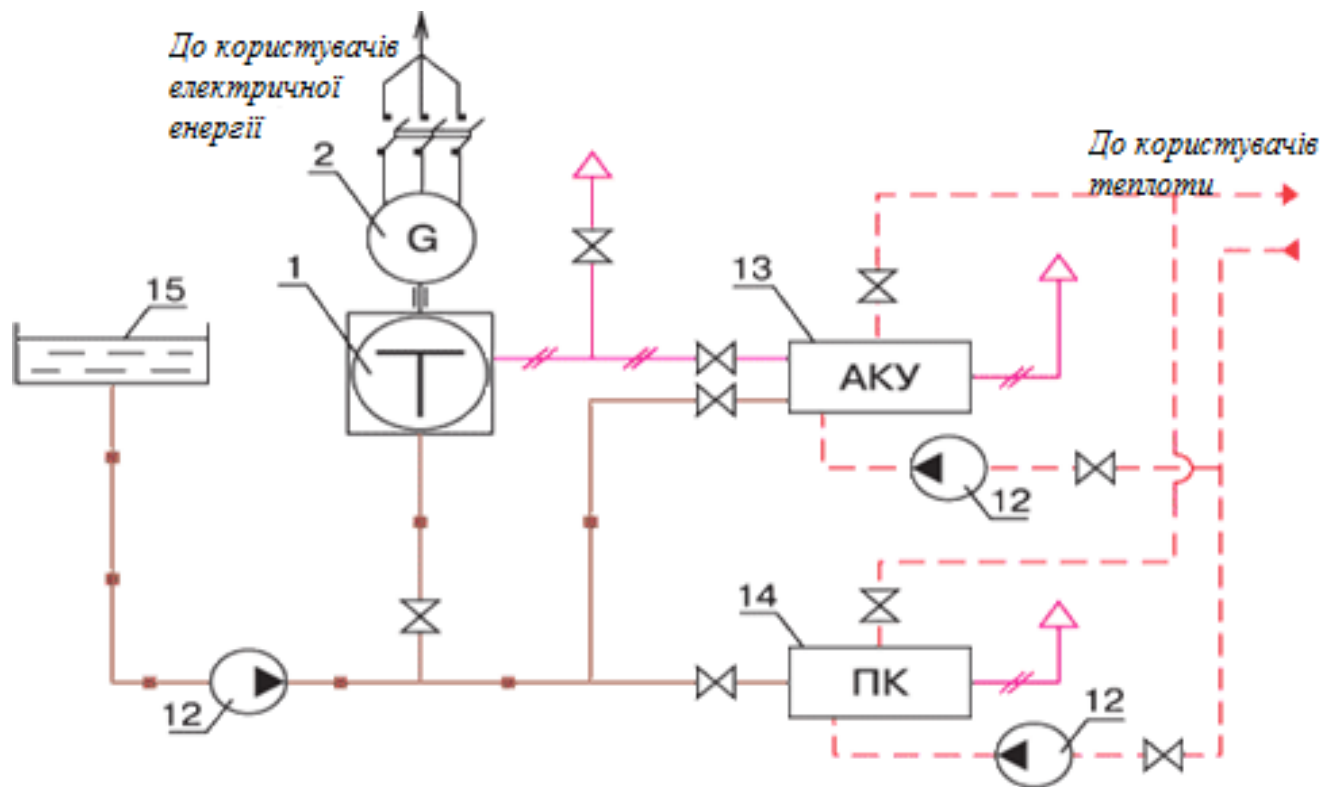 До користувачів
електричної
енергії
До користувачів
теплоти
2
G
1
13
15
Т
АКУ
12
14
ПК
12
12